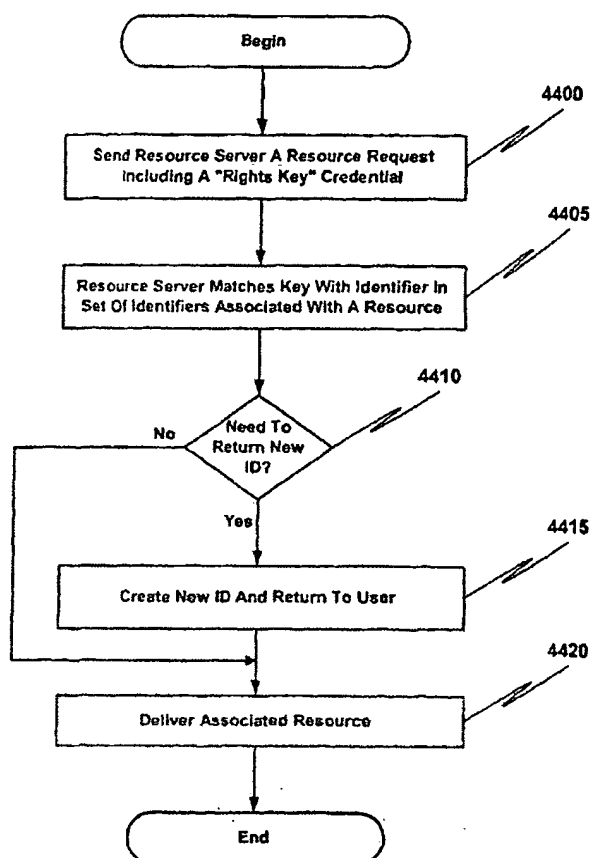 Begin
4400
Send Resource Server A Resource Request
Including A "Rights Key" Credential
4405
Resource Server Matches Key With Identifier In
Set Of Identifiers Associated With A Resource
4410
Need To
Return New
ID?
No
Yes
4415
Create New ID And Return To User
4420
Deliver Associated Resource
End